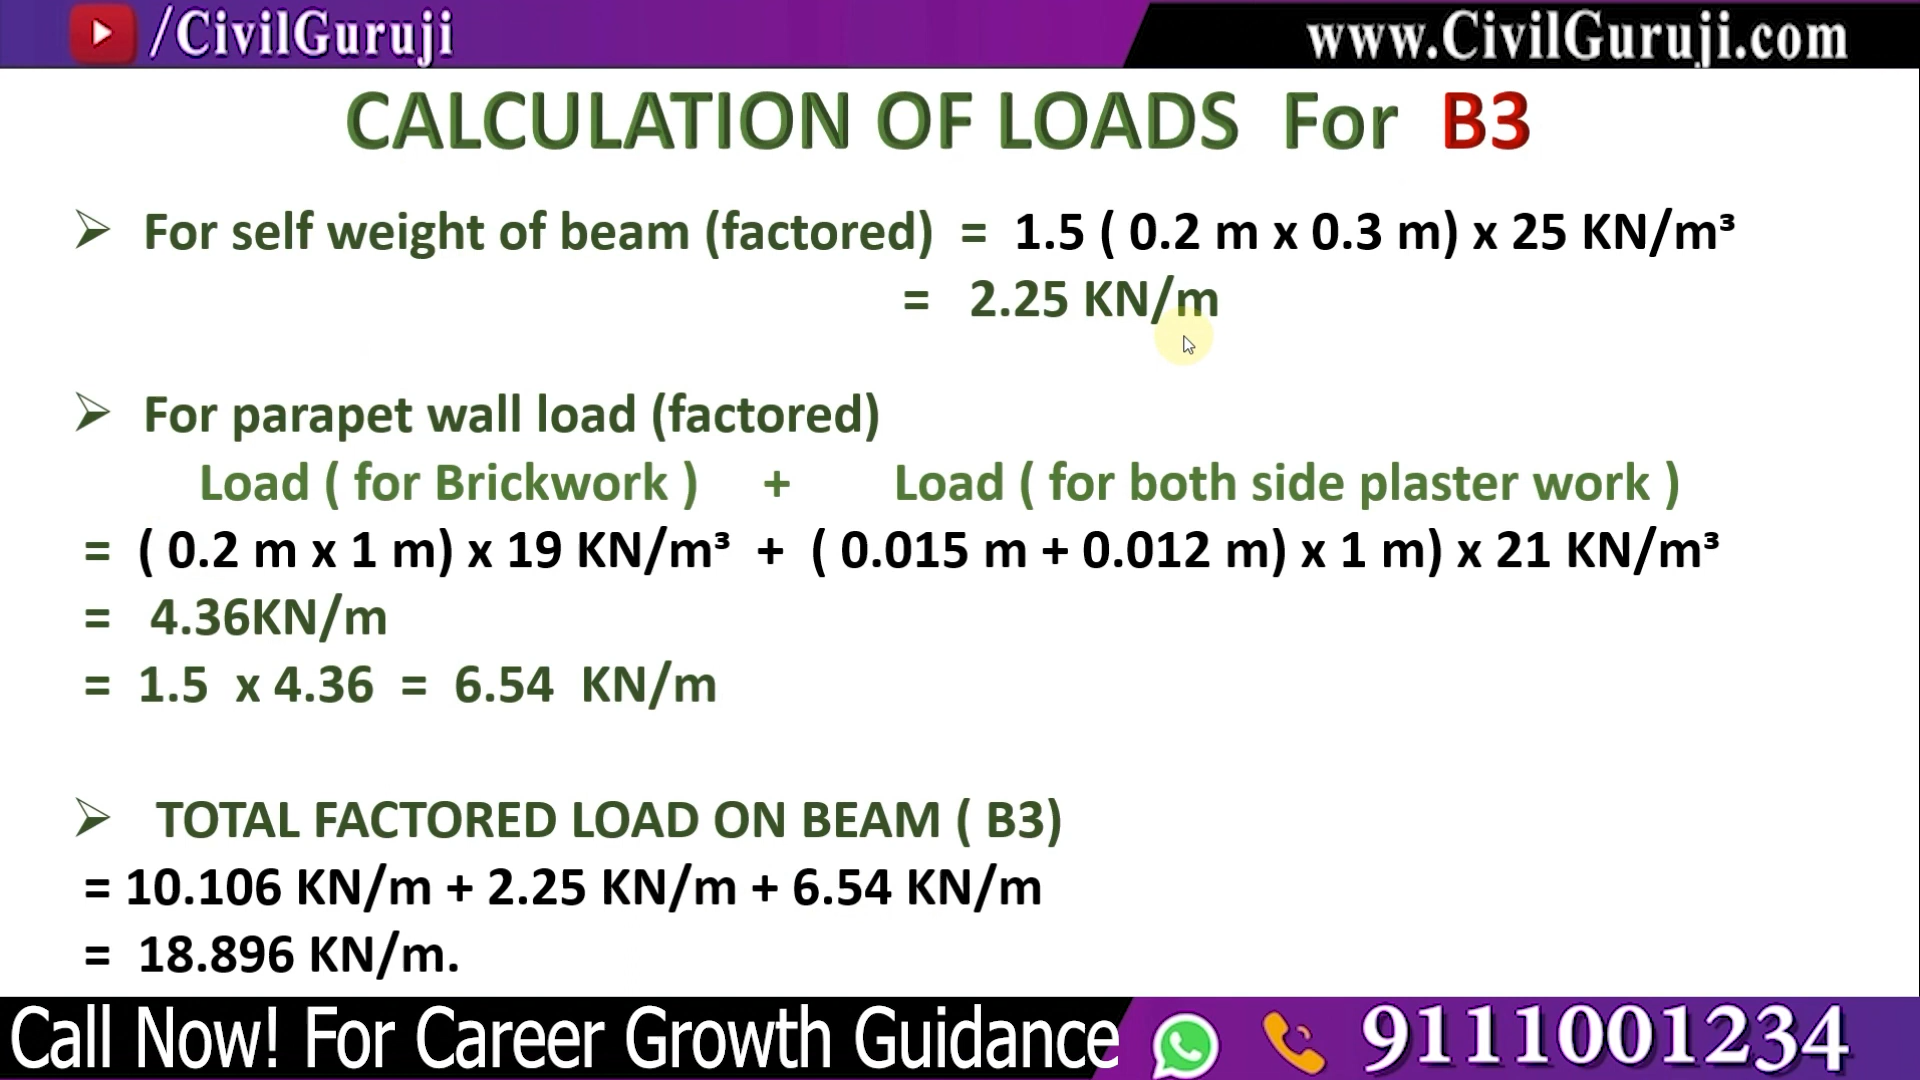 /CivilGuruji
www.CivilGuruji.com
CALCULATION OF LOADS For B3
➢ For self weight of beam (factored) = 1.5 ( 0.2 m x 0.3 m) x 25 KN/m³
= 2.25 KN/m
➢ For parapet wall load (factored)
Load ( for Brickwork ) + Load ( for both side plaster work )
= ( 0.2 m x 1 m) x 19 KN/m³ + ( 0.015 m + 0.012 m) x 1 m) x 21 KN/m³
= 4.36KN/m
= 1.5 x 4.36 = 6.54 KN/m
➢ TOTAL FACTORED LOAD ON BEAM ( B3)
= 10.106 KN/m + 2.25 KN/m + 6.54 KN/m
= 18.896 KN/m.
Call Now! For Career Growth Guidance
9111001234